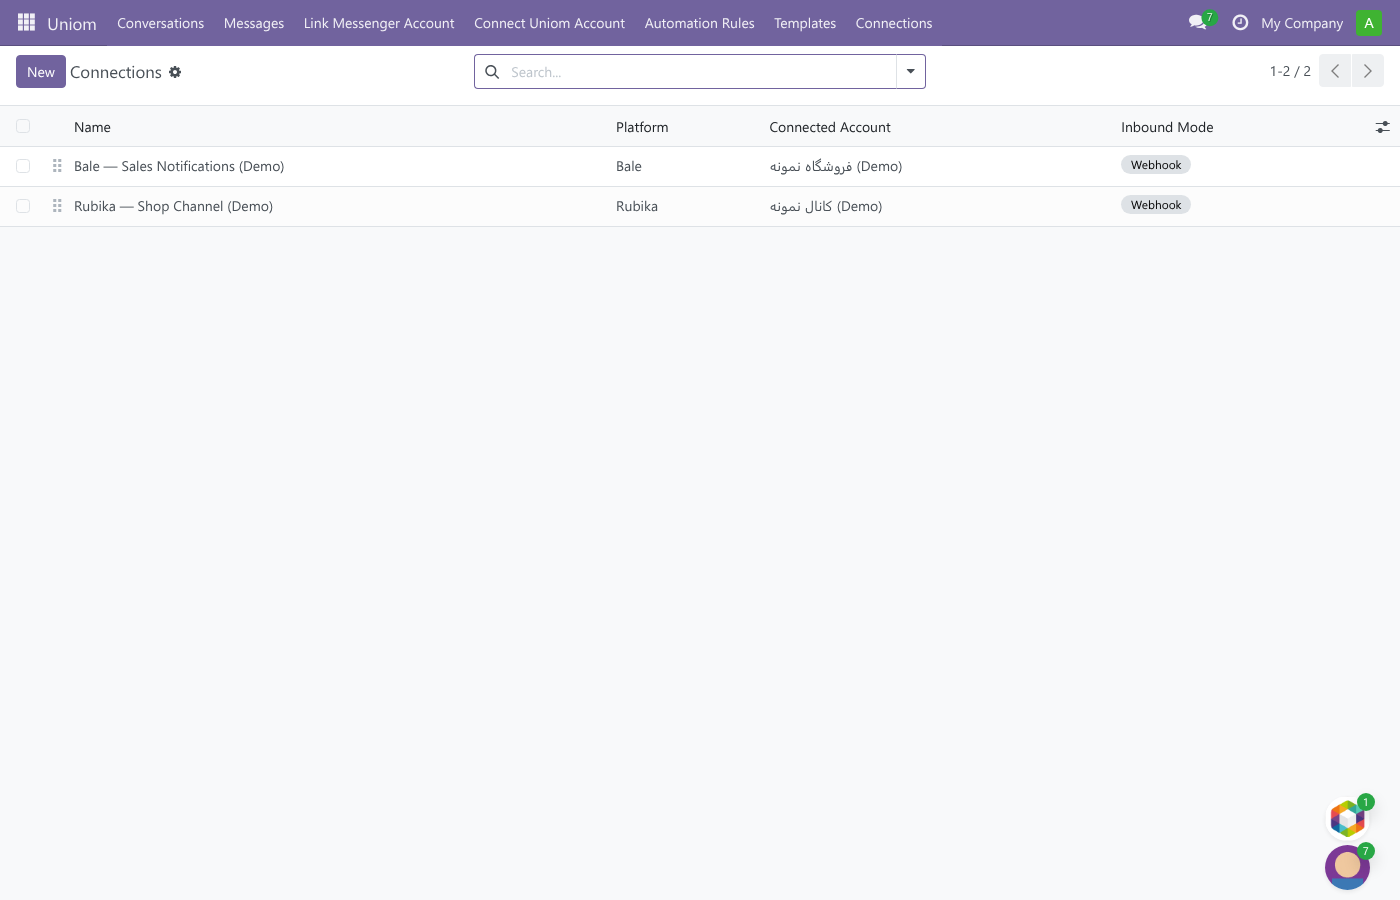 Uniom Conversations Messages Link Messenger Account Connect Uniom Account Automation Rules Templates Connections 7 My Company A
New Connections Search... 1-2 / 2
Name Platform Connected Account Inbound Mode
Bale — Sales Notifications (Demo) Bale فروشگاه نمونه (Demo) Webhook
Rubika — Shop Channel (Demo) Rubika کانال نمونه (Demo) Webhook
1
7